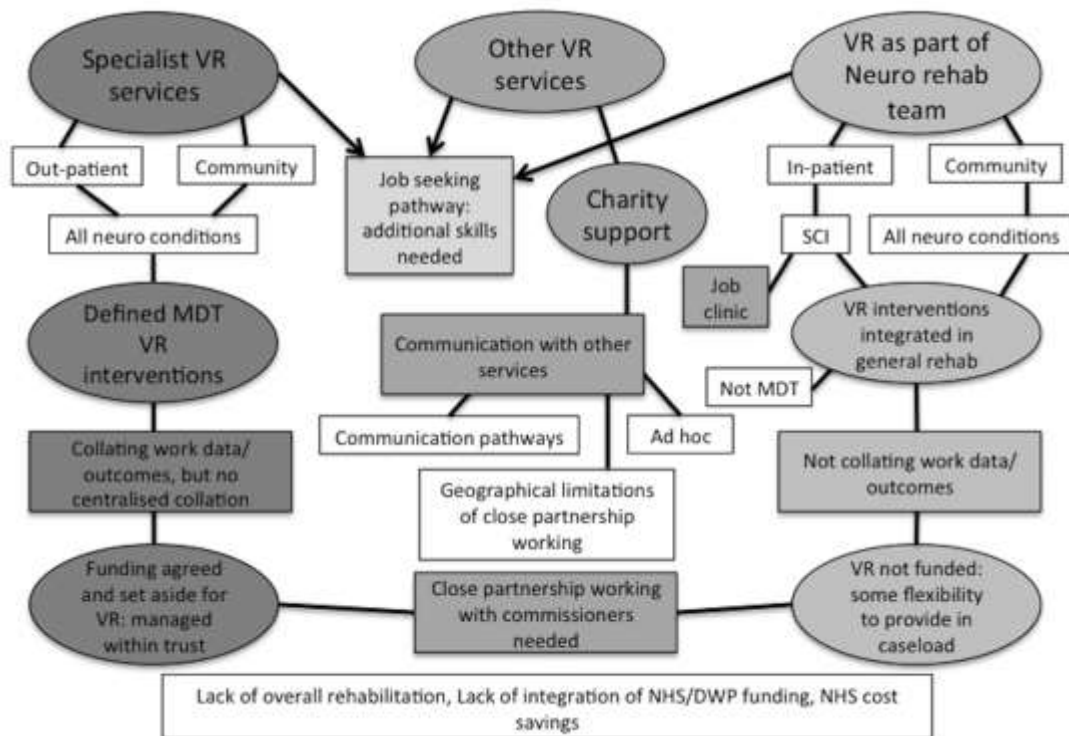 Specialist VR
services
Other VR
services
VR as part of
Neuro rehab
team
Out-patient
Community
Job seeking
pathway:
additional skills
needed
In-patient
Community
All neuro conditions
Charity
support
SCI
All neuro conditions
Job
clinic
Defined MDT
VR
interventions
Communication with other
services
VR interventions
integrated in
general rehab
Not MDT
Communication pathways
Ad hoc
Collating work data/
outcomes, but no
centralised collation
Geographical limitations
of close partnership
working
Not collating work data/
outcomes
Funding agreed
and set aside for
VR: managed
within trust
Close partnership working
with commissioners
needed
VR not funded:
some flexibility
to provide in
caseload
Lack of overall rehabilitation, Lack of integration of NHS/DWP funding, NHS cost
savings